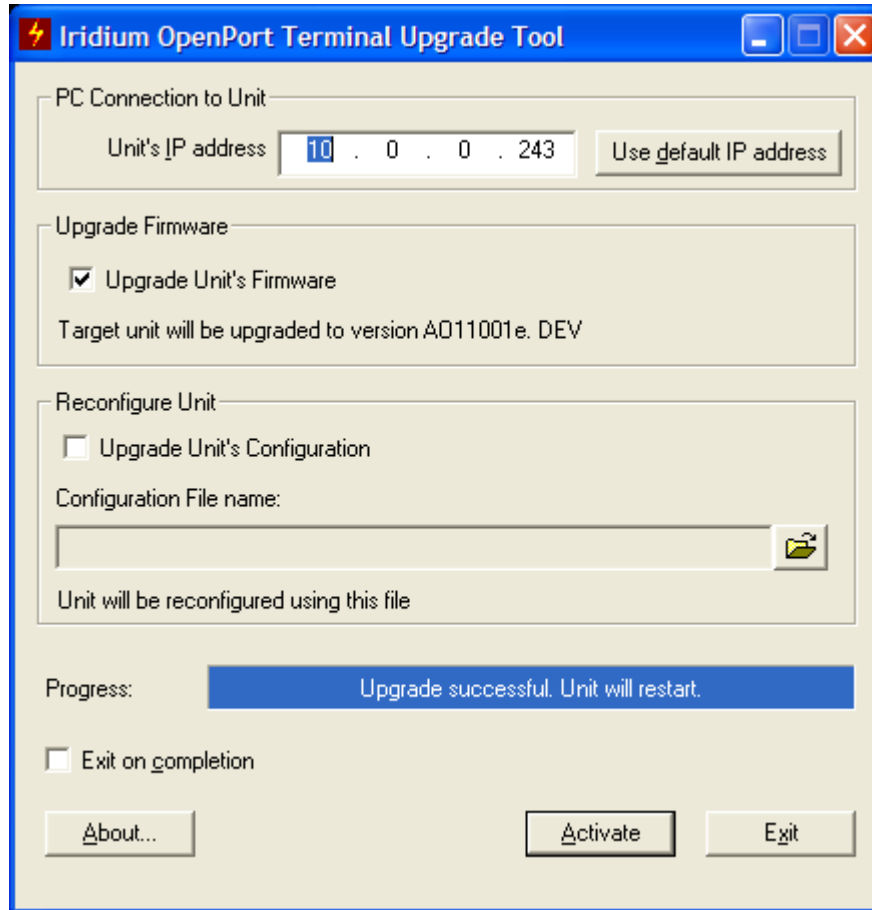 Iridium OpenPort Terminal Upgrade Tool
PC Connection to Unit
Unit's IP address 10 . 0 . 0 . 243 Use default IP address
Upgrade Firmware
Upgrade Unit's Firmware
Target unit will be upgraded to version AO11001e. DEV
Reconfigure Unit
Upgrade Unit's Configuration
Configuration File name:
Unit will be reconfigured using this file
Progress: Upgrade successful. Unit will restart.
Exit on completion
About... Activate Exit